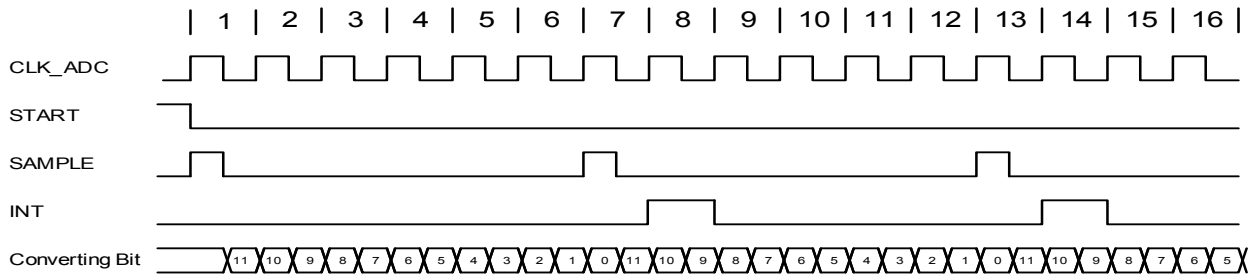 | 1 | 2 | 3 | 4 | 5 | 6 | 7 | 8 | 9 | 10 | 11 | 12 | 13 | 14 | 15 | 16 |
CLK_ADC
START
SAMPLE
INT
Converting Bit 11 10 9 8 7 6 5 4 3 2 1 0 11 10 9 8 7 6 5 4 3 2 1 0 11 10 9 8 7 6 5